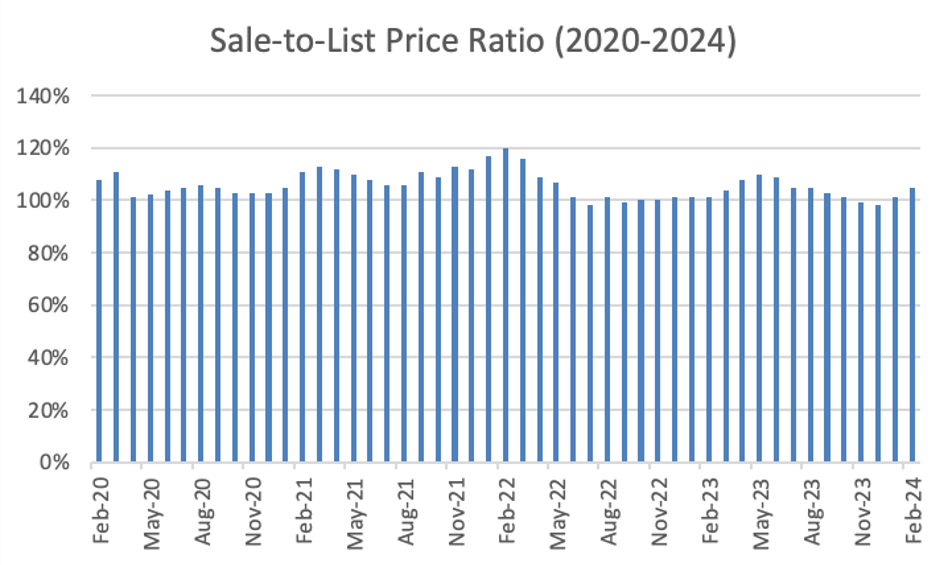 Sale-to-List Price Ratio (2020-2024)
140%
120%
100%
80%
60%
40%
20%
0%
Feb-20
May-20
Aug-20
Nov-20
Feb-21
May-21
Aug-21
Nov-21
Feb-22
May-22
Aug-22
Nov-22
Feb-23
May-23
Aug-23
Nov-23
Feb-24